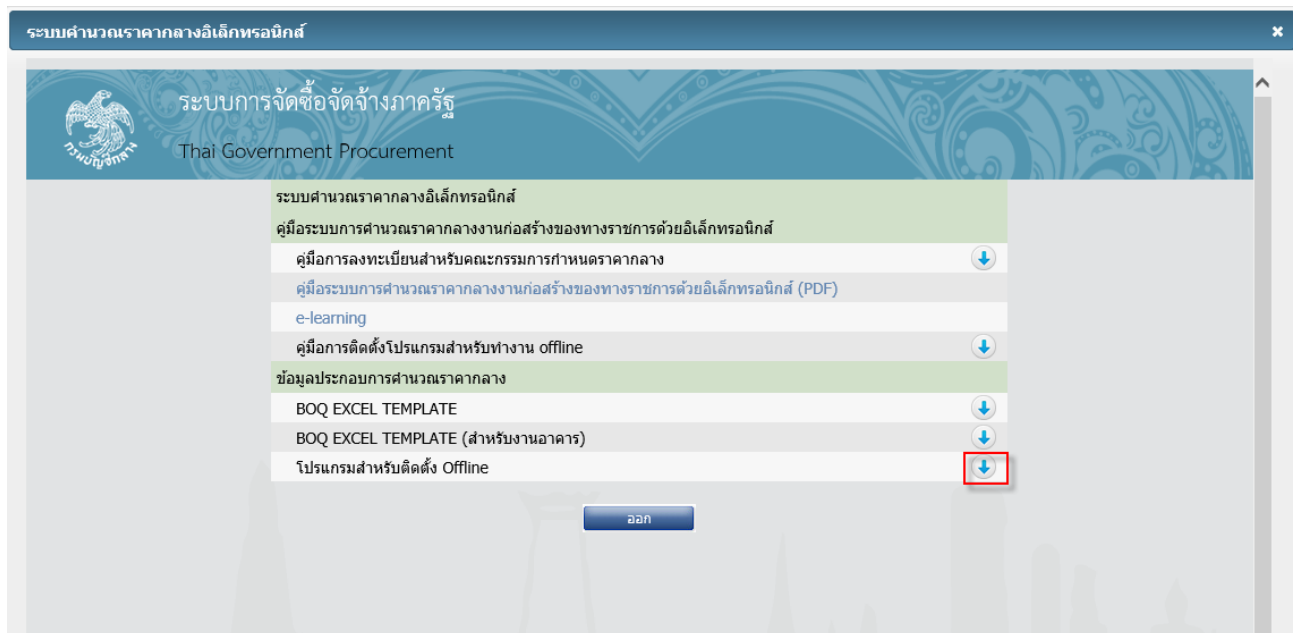 ระบบคำนวณราคากลางอิเล็กทรอนิกส์
ระบบการจัดซื้อจัดจ้างภาครัฐ
Thai Government Procurement
กรมบัญชีกลาง
ระบบคำนวณราคากลางอิเล็กทรอนิกส์
คู่มือระบบการคำนวณราคากลางงานก่อสร้างของทางราชการด้วยอิเล็กทรอนิกส์
คู่มือการลงทะเบียนสำหรับคณะกรรมการกำหนดราคากลาง
คู่มือระบบการคำนวณราคากลางงานก่อสร้างของทางราชการด้วยอิเล็กทรอนิกส์ (PDF)
e-learning
คู่มือการติดตั้งโปรแกรมสำหรับทำงาน offline
ข้อมูลประกอบการคำนวณราคากลาง
BOQ EXCEL TEMPLATE
BOQ EXCEL TEMPLATE (สำหรับงานอาคาร)
โปรแกรมสำหรับติดตั้ง Offline
ออก